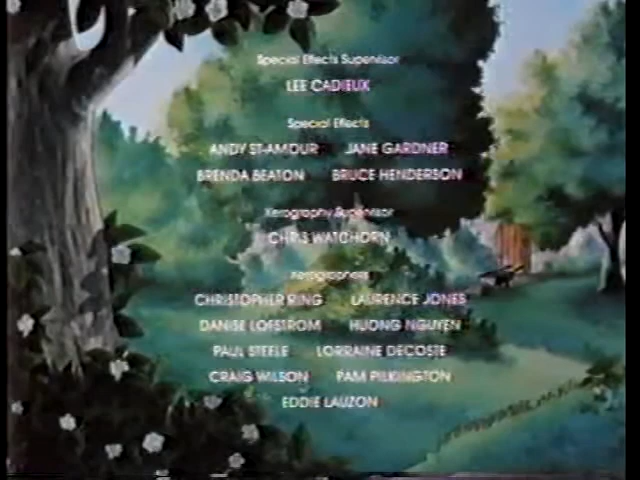 Special Effects Supervisor
LEE CADIEUX
Special Effects
ANDY ST-AMOUR JANE GARDNER
BRENDA BEATON BRUCE HENDERSON
Xerography Supervisor
CHRIS WATCHORN
Xerographers
CHRISTOPHER RING LAURENCE JONES
DANISE LOFSTROM HUONG NGUYEN
PAUL STEELE LORRAINE DECOSTE
CRAIG WILSON PAM PILKINGTON
EDDIE LAUZON